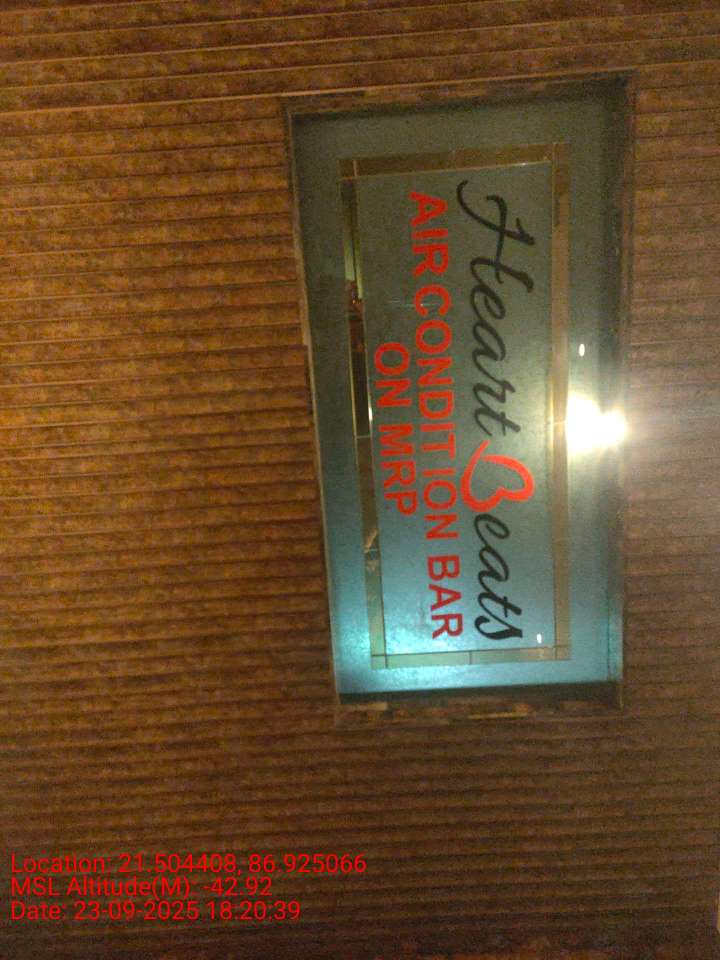 Heart Beats
AIR CONDITION BAR
ON MRP
Location: 21.504408, 86.925066
MSL Altitude(M): -42.92
Date: 23-09-2025 18:20:39